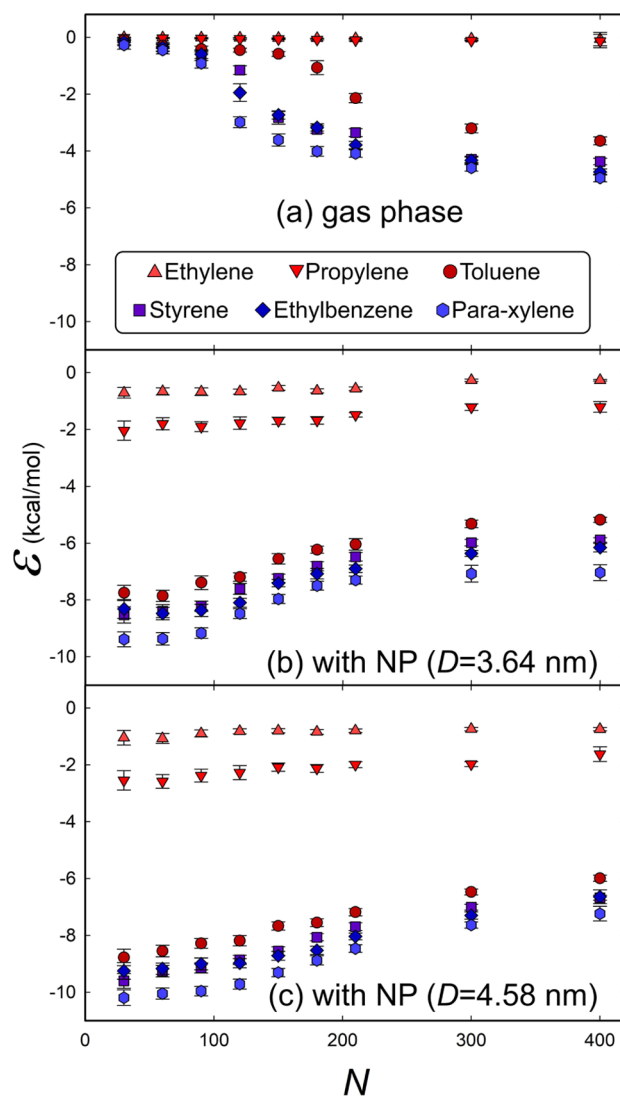 0
-2
-4
-6
-8
-10
(a) gas phase
Ethylene Propylene Toluene
Styrene Ethylbenzene Para-xylene
0
-2
-4
-6
-8
-10
(b) with NP (D=3.64 nm)
ε (kcal/mol)
0
-2
-4
-6
-8
-10
(c) with NP (D=4.58 nm)
0 100 200 300 400
N